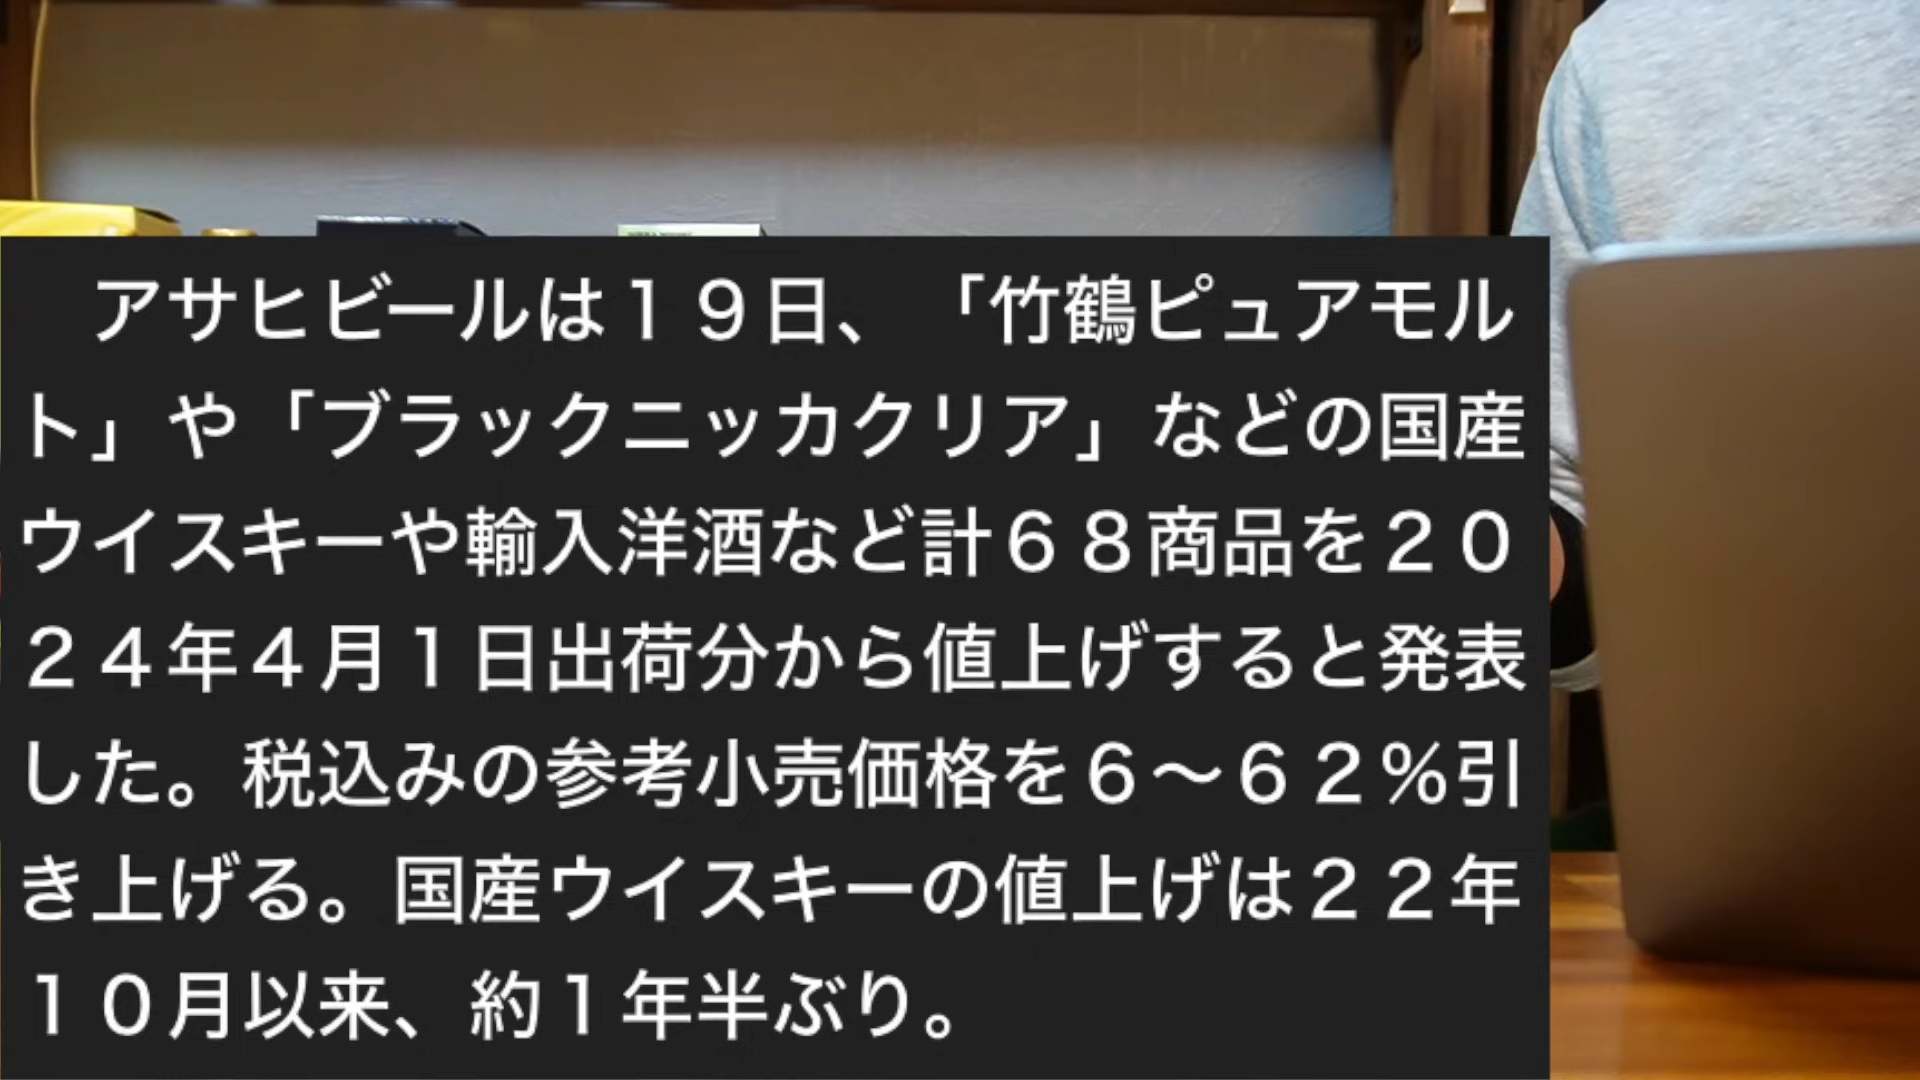 アサヒビールは１９日、「竹鶴ピュアモル
ト」や「ブラックニッカクリア」などの国産
ウイスキーや輸入洋酒など計６８商品を２０
２４年４月１日出荷分から値上げすると発表
した。税込みの参考小売価格を６～６２％引
き上げる。国産ウイスキーの値上げは２２年
１０月以来、約１年半ぶり。